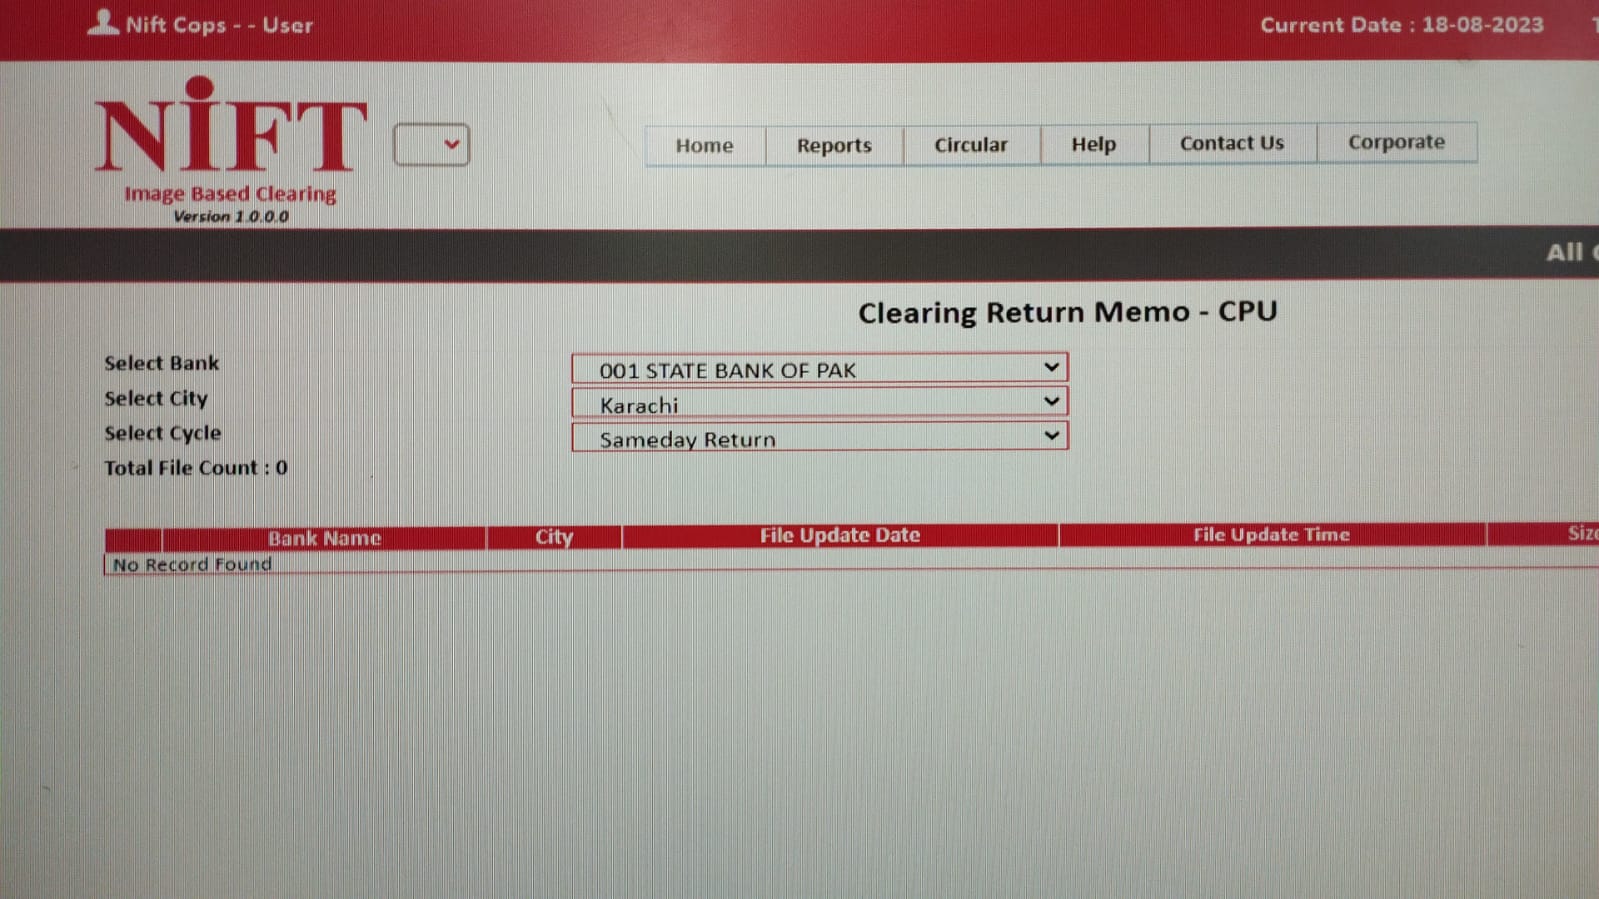 Nift Cops - - User
Current Date : 18-08-2023
NiFT
Image Based Clearing
Version 1.0.0.0
Home
Reports
Circular
Help
Contact Us
Corporate
All
Clearing Return Memo - CPU
Select Bank
001 STATE BANK OF PAK
Select City
Karachi
Select Cycle
Sameday Return
Total File Count : 0
Bank Name
City
File Update Date
File Update Time
No Record Found